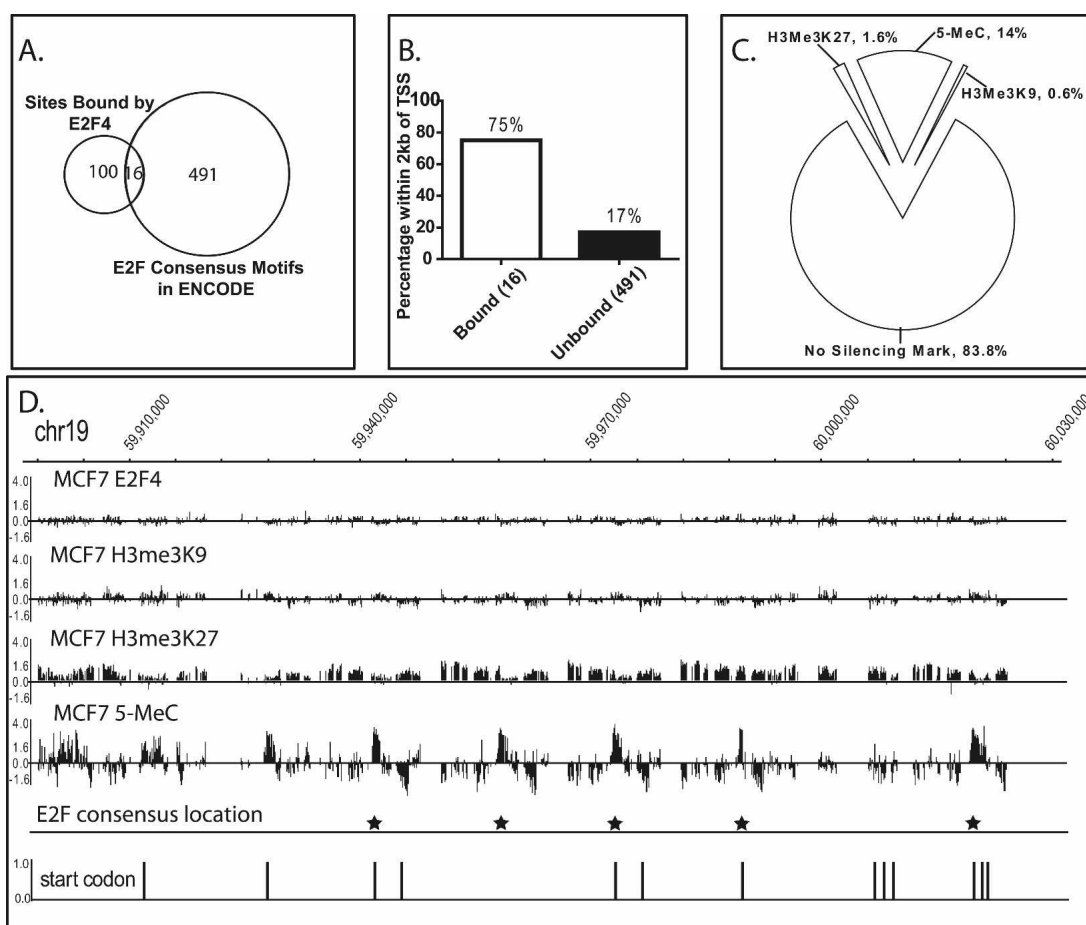 A.
Sites Bound by
E2F4
100
16
491
E2F Consensus Motifs
in ENCODE
B.
Percentage within 2kb of TSS
100
80
60
40
20
0
75%
17%
Bound (16)
Unbound (491)
C.
H3Me3K27, 1.6%
5-MeC, 14%
H3Me3K9, 0.6%
No Silencing Mark, 83.8%
D.
chr19
59,910,000
59,940,000
59,970,000
60,000,000
60,030,000
MCF7 E2F4
4.0
1.6
0.0
-1.6
MCF7 H3me3K9
4.0
1.6
0.0
-1.6
MCF7 H3me3K27
4.0
1.6
0.0
-1.6
MCF7 5-MeC
4.0
1.6
0.0
-1.6
E2F consensus location
start codon
1.0
0.0